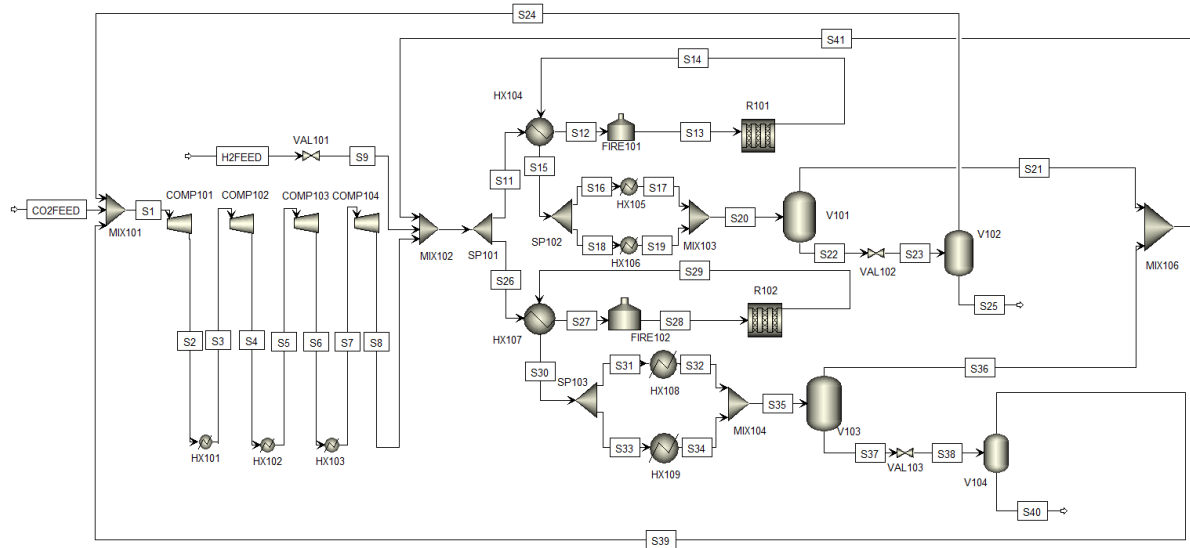 S24
S41
S14
HX104
R101
S12
S13
FIRE101
VAL101
H2FEED
S9
S11
S15
S21
COMP101
COMP102
COMP103
COMP104
S16
S17
HX105
CO2FEED
S1
MIX101
S20
V101
V102
SP102
MIX103
MIX102
SP101
S18
S19
HX106
S22
S23
VAL102
MIX106
S29
S26
R102
S25
HX107
S27
S28
FIRE102
S2
S3
S4
S5
S6
S7
S8
S30
S31
S32
S36
SP103
HX108
S35
MIX104
V103
S33
S34
S37
S38
HX101
HX102
HX103
HX109
VAL103
V104
S40
S39